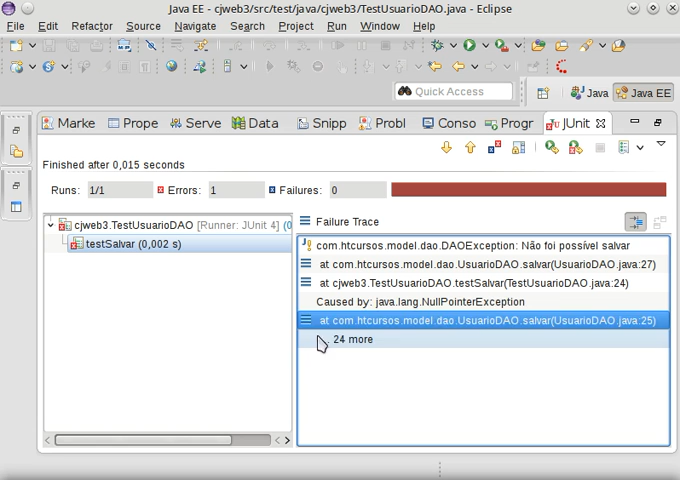 Java EE - cjweb3/src/test/java/cjweb3/TestUsuarioDAO.java - Eclipse
File Edit Refactor Source Navigate Search Project Run Window Help
Quick Access
Java Java EE
Marke Prope Serve Data Snipp Probl Conso Progr JUnit
Finished after 0,015 seconds
Runs: 1/1 Errors: 1 Failures: 0
cjweb3.TestUsuarioDAO [Runner: JUnit 4] (0
testSalvar (0,002 s)
Failure Trace
com.htcursos.model.dao.DAOException: Não foi possível salvar
at com.htcursos.model.dao.UsuarioDAO.salvar(UsuarioDAO.java:27)
at cjweb3.TestUsuarioDAO.testSalvar(TestUsuarioDAO.java:24)
Caused by: java.lang.NullPointerException
at com.htcursos.model.dao.UsuarioDAO.salvar(UsuarioDAO.java:25)
... 24 more